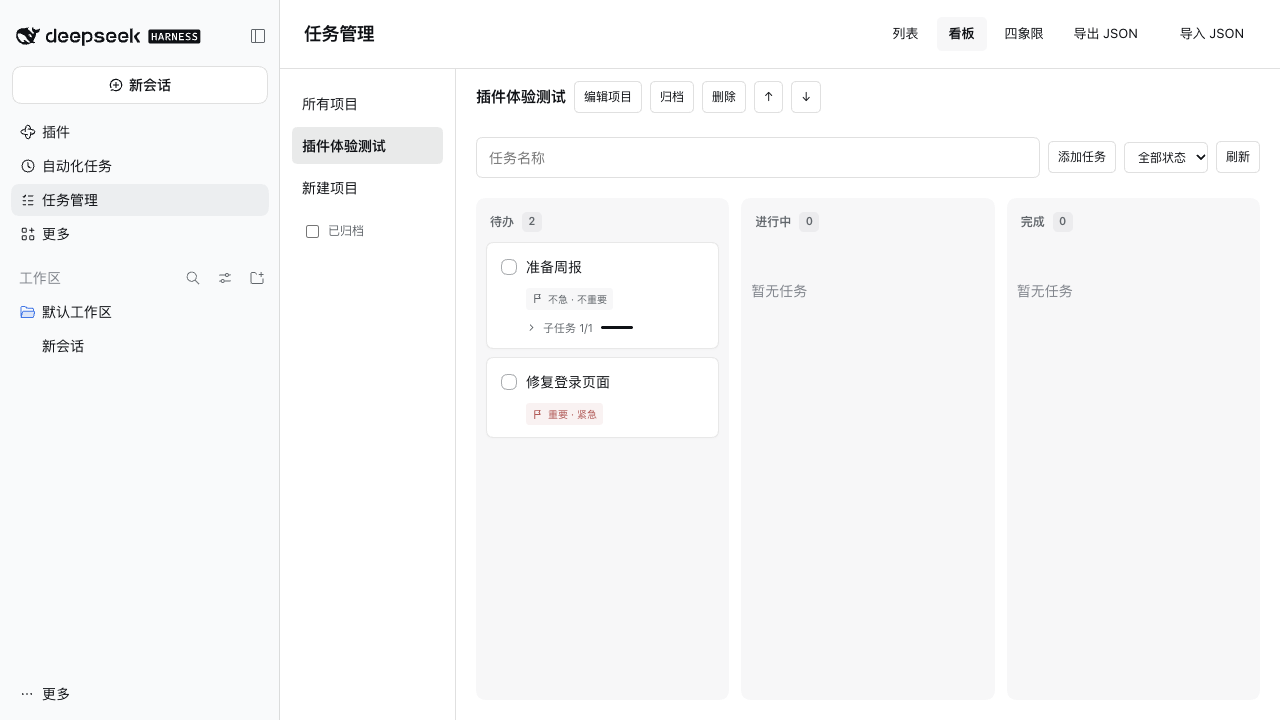 deepseek HARNESS
新会话
插件
自动化任务
任务管理
更多
工作区
默认工作区
新会话
更多
任务管理
列表
看板
四象限
导出 JSON
导入 JSON
所有项目
插件体验测试
新建项目
已归档
插件体验测试
编辑项目
归档
删除
↑
↓
任务名称
添加任务
全部状态
刷新
待办 2
准备周报
不急 · 不重要
子任务 1/1
修复登录页面
重要 · 紧急
进行中 0
暂无任务
完成 0
暂无任务